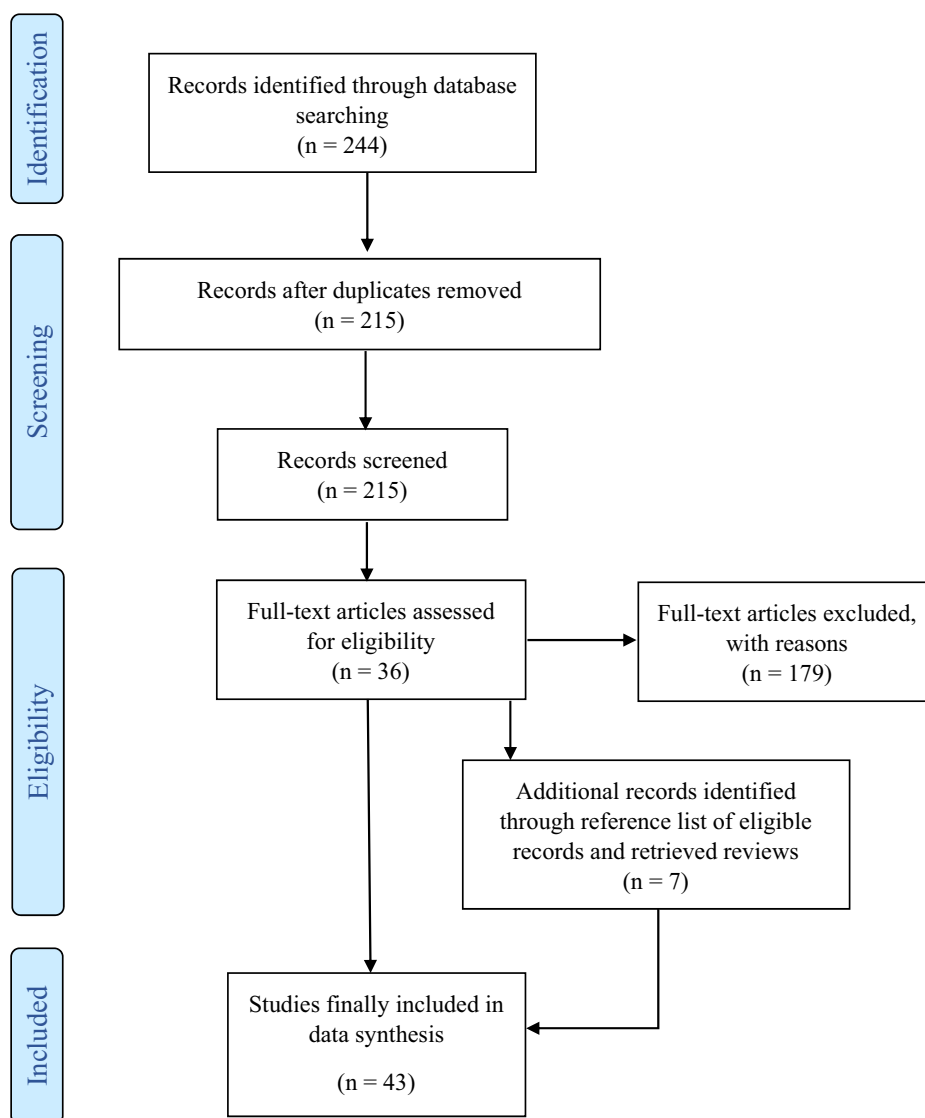 Identification
Records identified through database
searching
(n = 244)
Screening
Records after duplicates removed
(n = 215)
Records screened
(n = 215)
Eligibility
Full-text articles assessed
for eligibility
(n = 36)
Full-text articles excluded,
with reasons
(n = 179)
Additional records identified
through reference list of eligible
records and retrieved reviews
(n = 7)
Included
Studies finally included in
data synthesis
(n = 43)